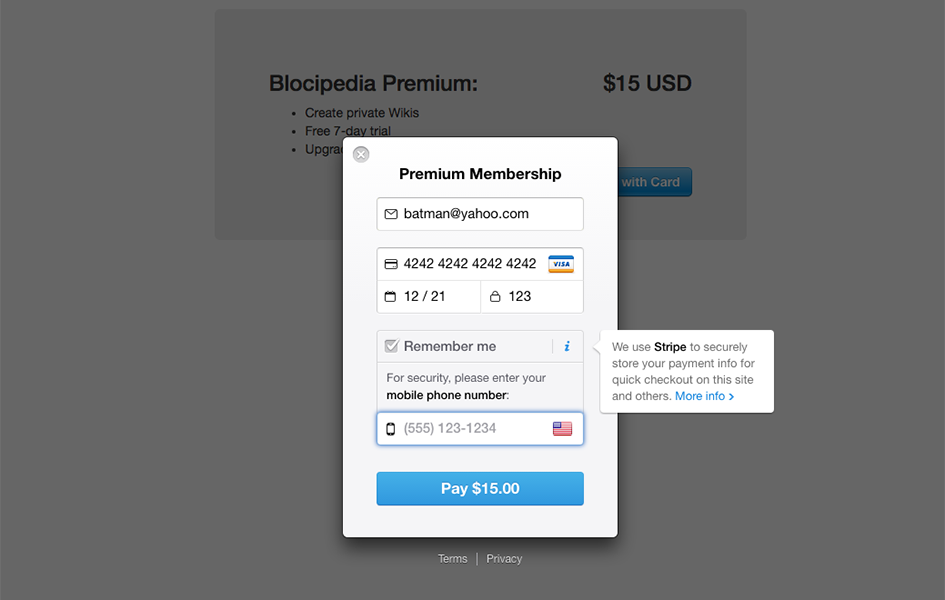 Blocipedia Premium:
$15 USD
Create private Wikis
Free 7-day trial
with Card
Premium Membership
batman@yahoo.com
4242 4242 4242 4242
VISA
12 / 21
123
Remember me
i
For security, please enter your
mobile phone number:
(555) 123-1234
Pay $15.00
We use Stripe to securely
store your payment info for
quick checkout on this site
and others. More info ›
Terms | Privacy